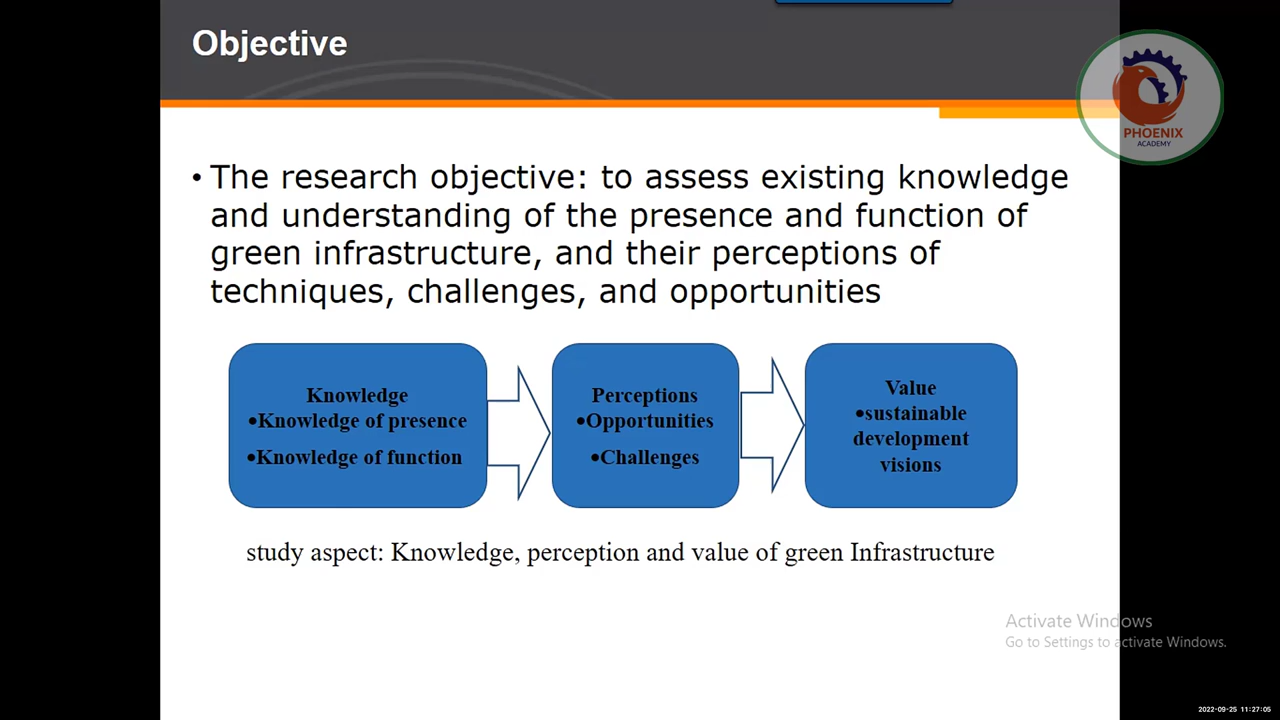 Objective
PHOENIX
ACADEMY
• The research objective: to assess existing knowledge
and understanding of the presence and function of
green infrastructure, and their perceptions of
techniques, challenges, and opportunities
Knowledge
•Knowledge of presence
•Knowledge of function
Perceptions
•Opportunities
•Challenges
Value
•sustainable
development
visions
study aspect: Knowledge, perception and value of green Infrastructure
Activate Windows
Go to Settings to activate Windows.
2022-09-25 11:27:05